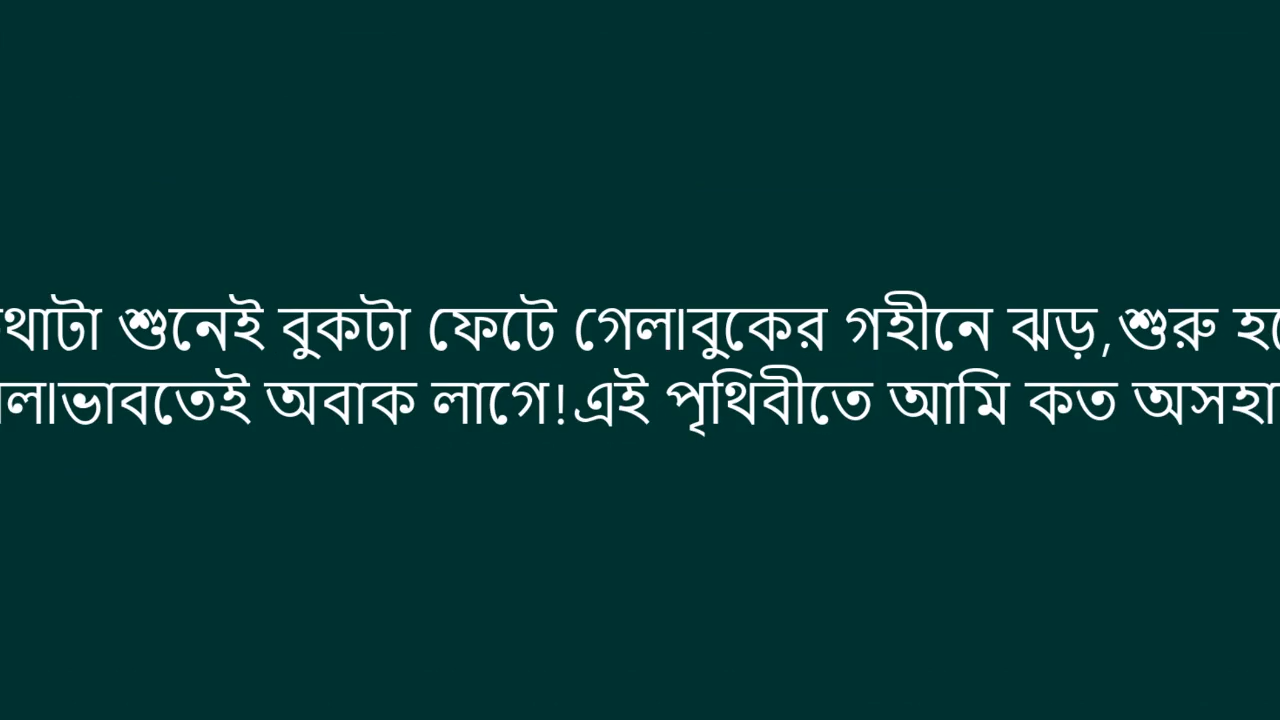 থাটা শুনেই বুকটা ফেটে গেল।বুকের গহীনে ঝড়,শুরু হ
ল।ভাবতেই অবাক লাগে!এই পৃথিবীতে আমি কত অসহা